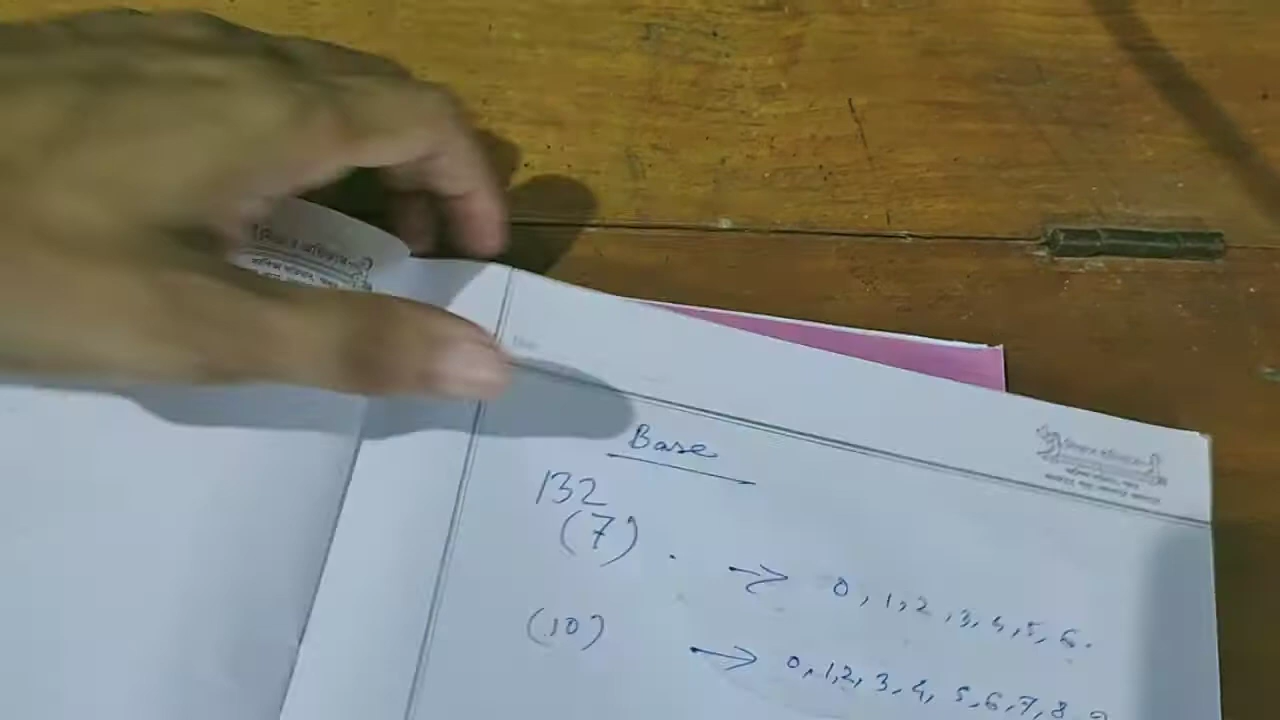 Base
132
(7) . → 0, 1, 2, 3, 4, 5, 6.
(10) → 0, 1, 2, 3, 4, 5, 6, 7, 8,